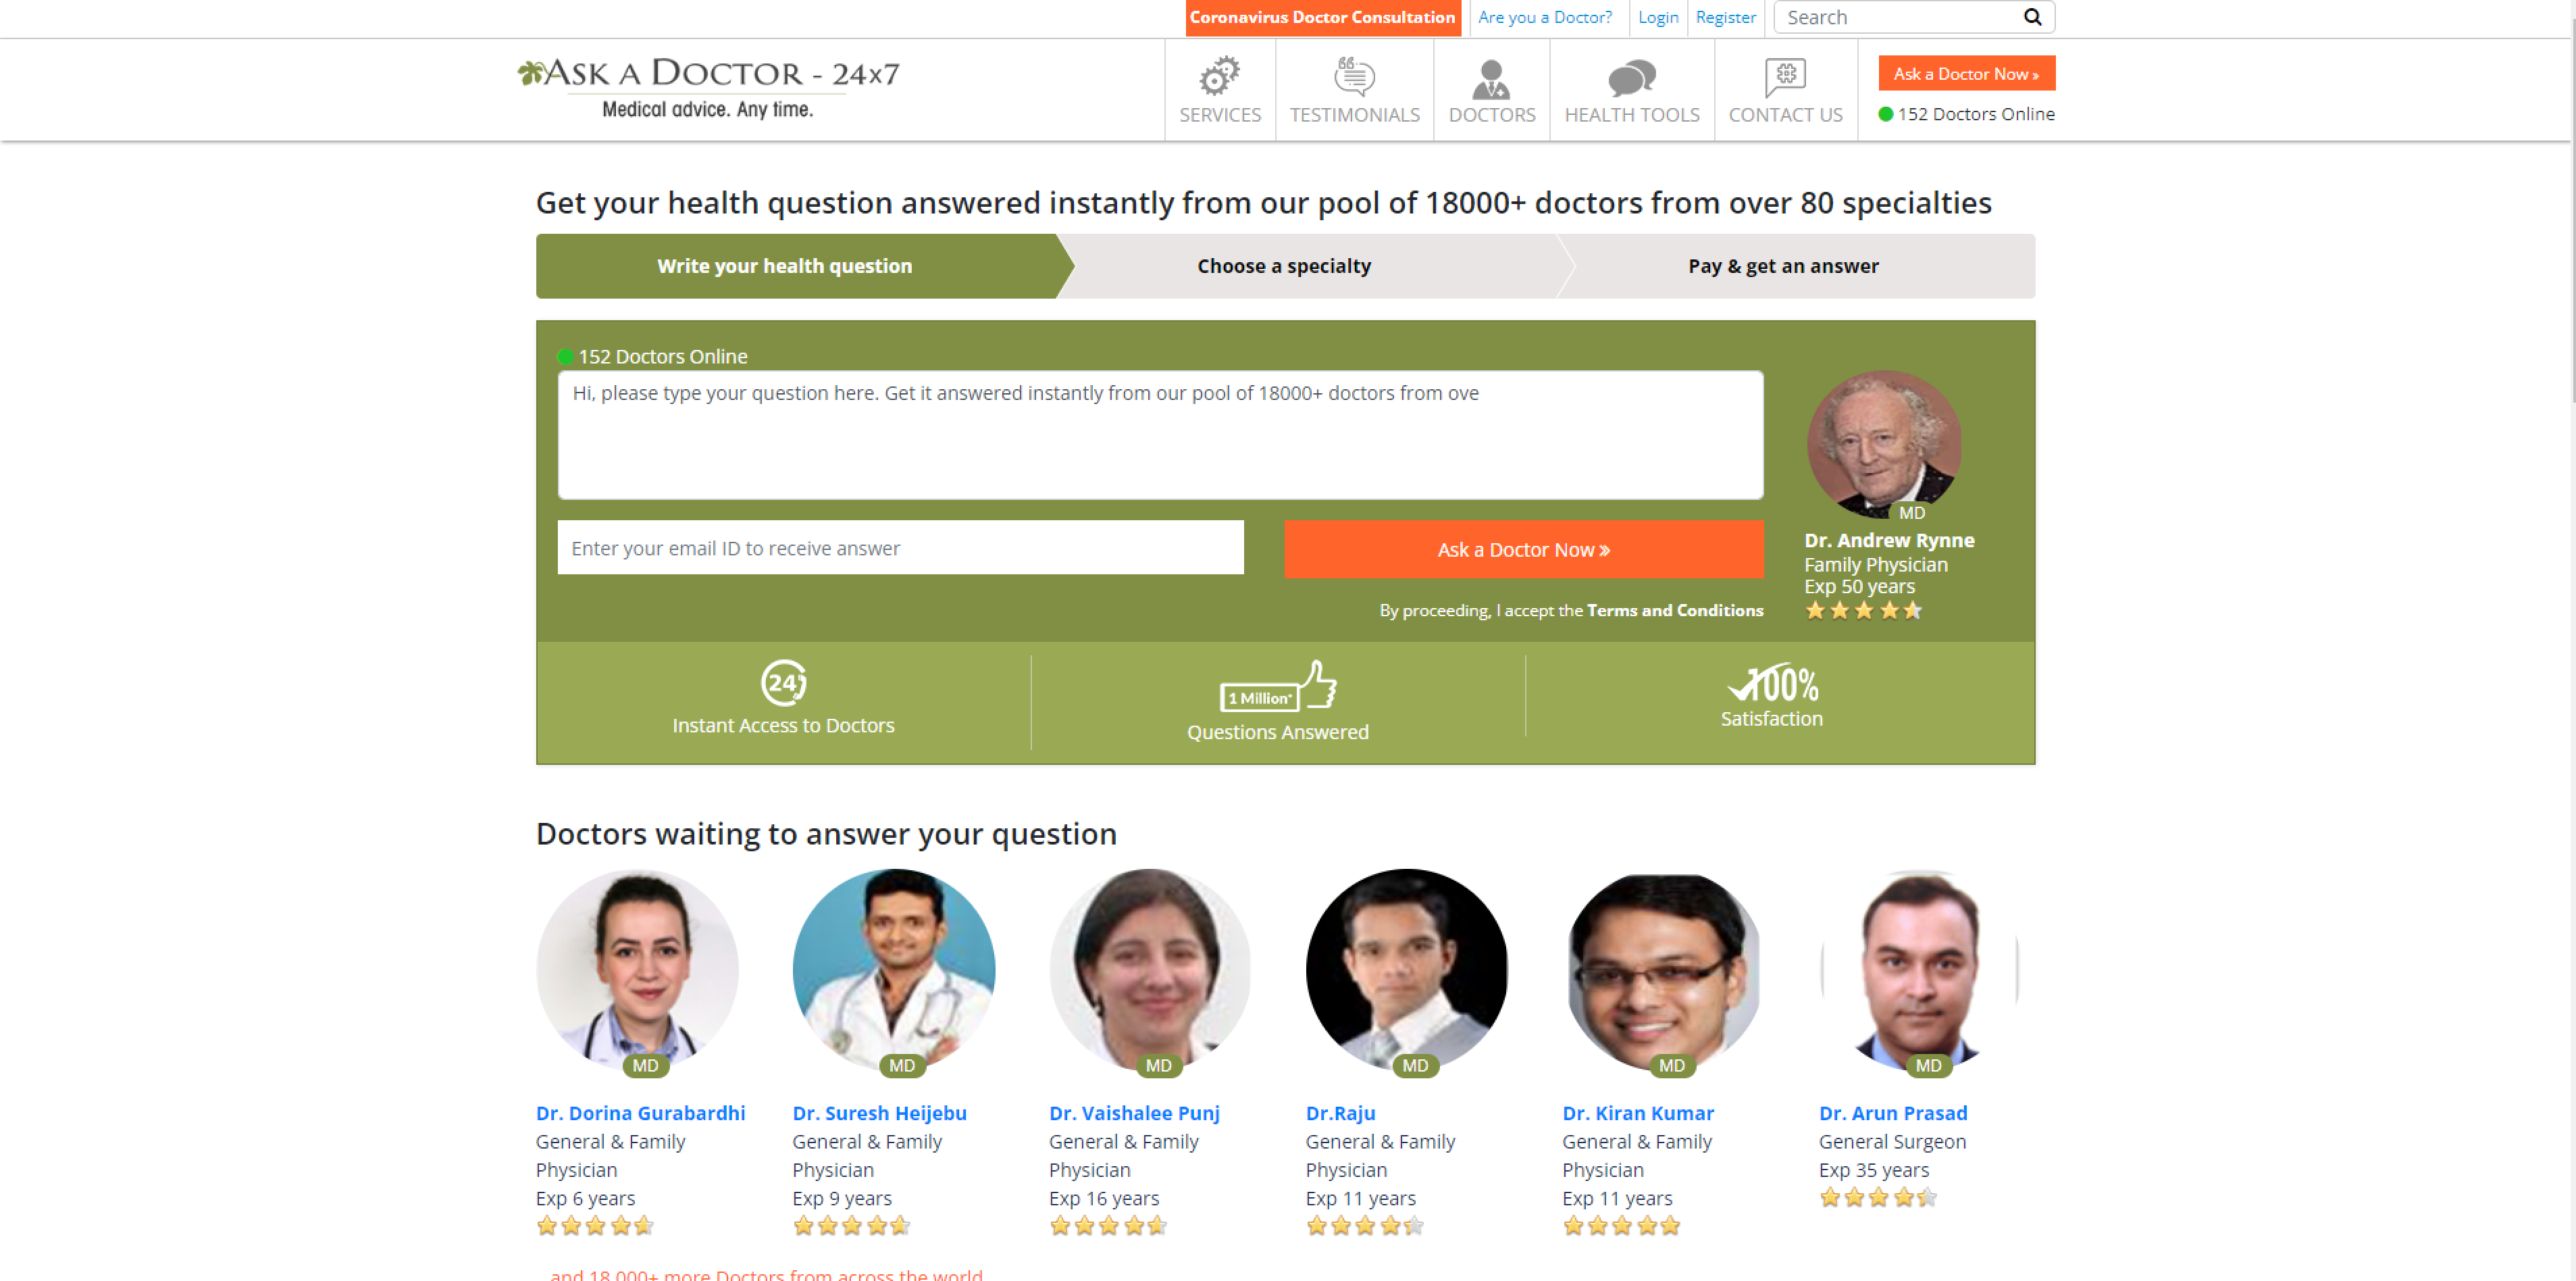 Coronavirus Doctor Consultation
Are you a Doctor?
Login
Register
Search
ASK A DOCTOR - 24x7
Medical advice. Any time.
SERVICES
TESTIMONIALS
DOCTORS
HEALTH TOOLS
CONTACT US
Ask a Doctor Now »
152 Doctors Online
Get your health question answered instantly from our pool of 18000+ doctors from over 80 specialties
Write your health question
Choose a specialty
Pay & get an answer
152 Doctors Online
Hi, please type your question here. Get it answered instantly from our pool of 18000+ doctors from ove
Enter your email ID to receive answer
Ask a Doctor Now »
By proceeding, I accept the Terms and Conditions
MD
Dr. Andrew Rynne
Family Physician
Exp 50 years
24
Instant Access to Doctors
1 Million+
Questions Answered
100%
Satisfaction
Doctors waiting to answer your question
MD
Dr. Dorina Gurabardhi
General & Family
Physician
Exp 6 years
MD
Dr. Suresh Heijebu
General & Family
Physician
Exp 9 years
MD
Dr. Vaishalee Punj
General & Family
Physician
Exp 16 years
MD
Dr.Raju
General & Family
Physician
Exp 11 years
MD
Dr. Kiran Kumar
General & Family
Physician
Exp 11 years
MD
Dr. Arun Prasad
General Surgeon
Exp 35 years
and 18,000+ more Doctors from across the world